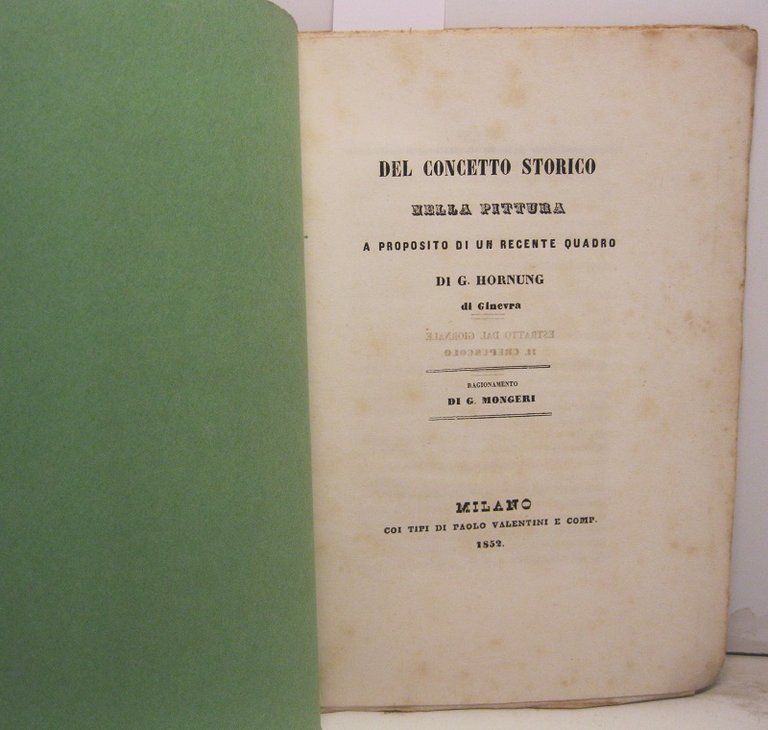 DEL CONCETTO STORICO
NELLA PITTURA
A PROPOSITO DI UN RECENTE QUADRO
DI G. HORNUNG
di Ginevra
ESTRATTO DAL GIORNALE
IL CREPUSCOLO
RAGIONAMENTO
DI G. MONGERI
MILANO
COI TIPI DI PAOLO VALENTINI E COMP.
1852.